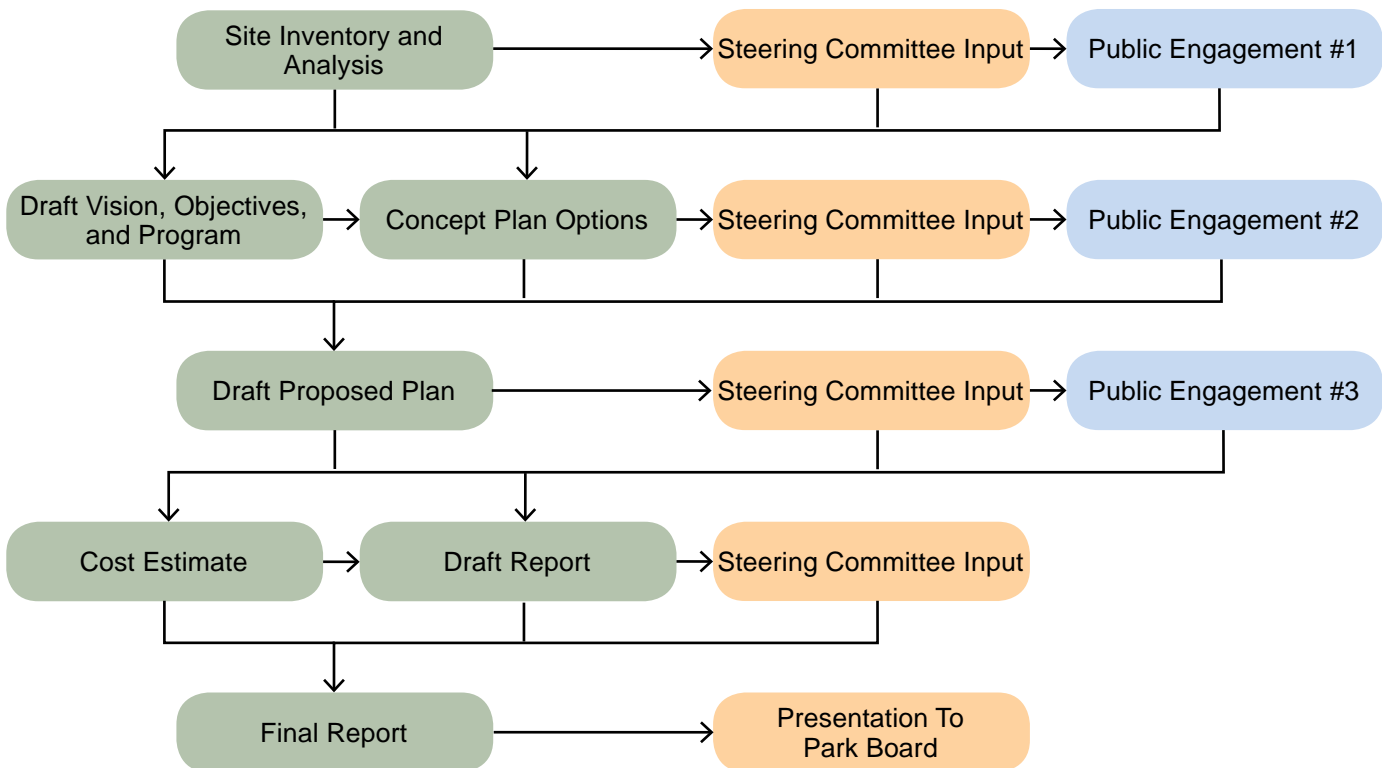 Site Inventory and
Analysis
Steering Committee Input
Public Engagement #1
Draft Vision, Objectives,
and Program
Concept Plan Options
Steering Committee Input
Public Engagement #2
Draft Proposed Plan
Steering Committee Input
Public Engagement #3
Cost Estimate
Draft Report
Steering Committee Input
Final Report
Presentation To
Park Board